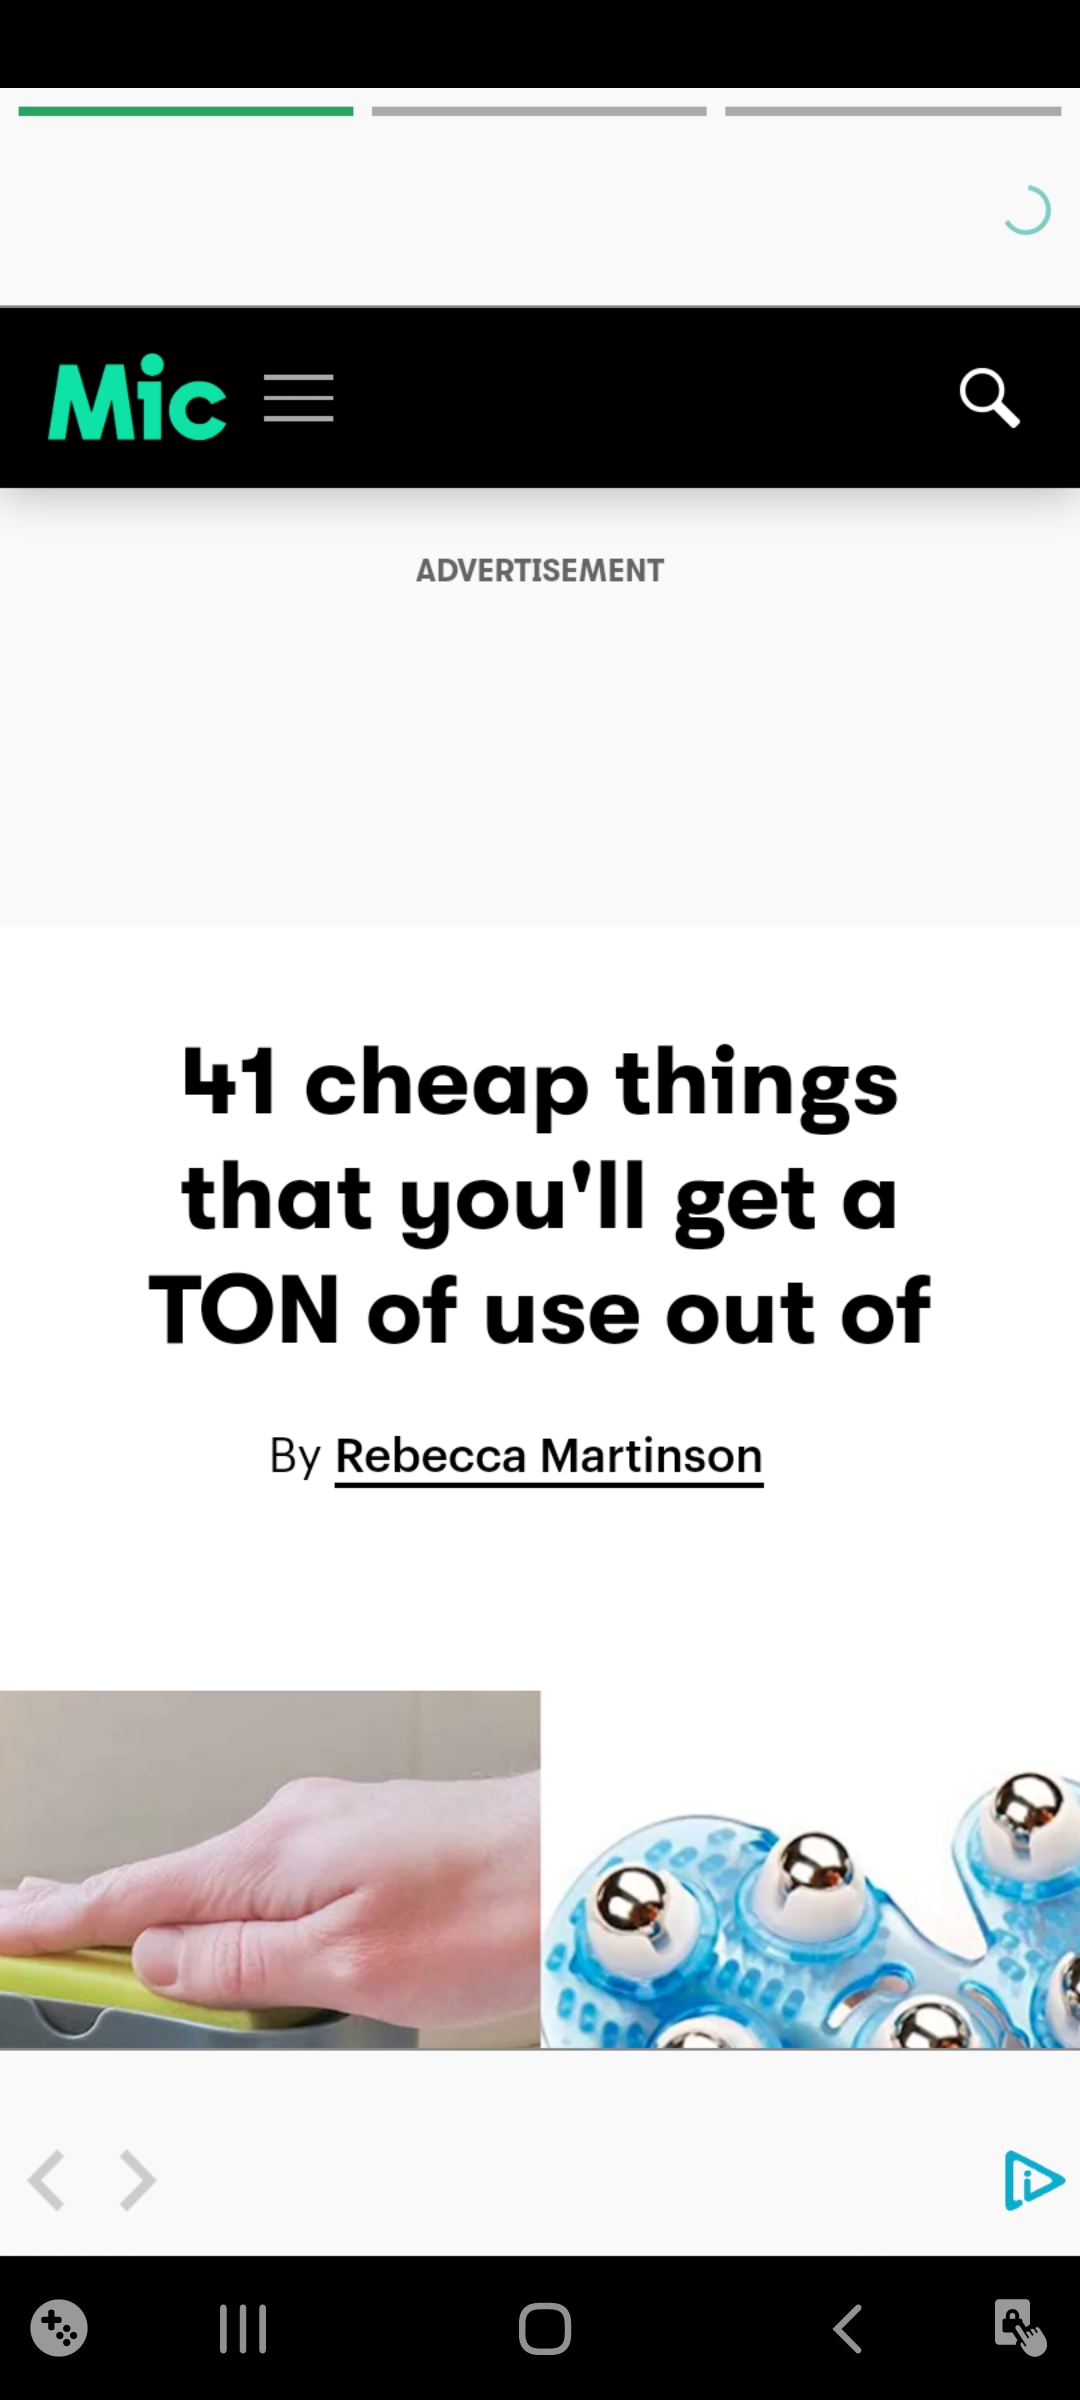 Mic
ADVERTISEMENT
41 cheap things
that you'll get a
TON of use out of
By Rebecca Martinson